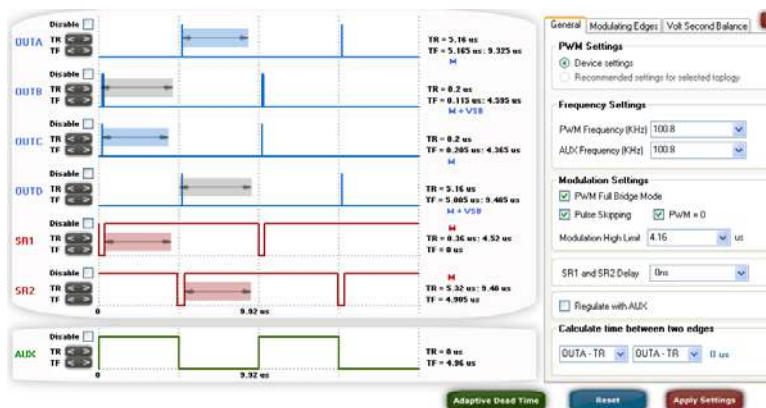 Disable
OUTA TR < >
TF < >
TR = 5.16 us
TF = 5.165 us: 9.325 us
M
Disable
OUTB TR < >
TF < >
TR = 0.2 us
TF = 0.115 us: 4.595 us
M + VSB
Disable
OUTC TR < >
TF < >
TR = 0.2 us
TF = 0.205 us: 4.365 us
M
Disable
OUTD TR < >
TF < >
TR = 5.16 us
TF = 5.005 us: 9.405 us
M + VSB
Disable
SR1 TR < >
TF < >
M
TR = 0.36 us: 4.52 us
TF = 0 us
Disable
SR2 TR < >
TF < >
M
TR = 5.32 us: 9.48 us
TF = 4.905 us
0 9.92 us
Disable
AUX TR < >
TF < >
TR = 0 us
TF = 4.96 us
0 9.92 us
General Modulating Edges Volt Second Balance
PWM Settings
Device settings
Recommended settings for selected toplogy
Frequency Settings
PWM Frequency (KHz) 100.8
AUX Frequency (KHz) 100.8
Modulation Settings
PWM Full Bridge Mode
Pulse Skipping PWM = 0
Modulation High Limit 4.16 us
SR1 and SR2 Delay 0ns
Regulate with AUX
Calculate time between two edges
OUTA - TR OUTA - TR 0 us
Adaptive Dead Time Reset Apply Settings